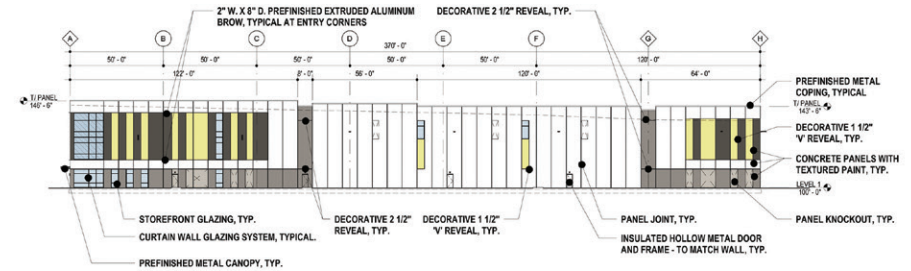 2" W. X 8" D. PREFINISHED EXTRUDED ALUMINUM
BROW, TYPICAL AT ENTRY CORNERS
DECORATIVE 2 1/2" REVEAL, TYP.
A
B
C
D
E
F
G
H
370' - 0"
50' - 0"
50' - 0"
50' - 0"
50' - 0"
50' - 0"
120' - 0"
122' - 0"
8' - 0"
56' - 0"
120' - 0"
64' - 0"
T/ PANEL
146' - 6"
PREFINISHED METAL
COPING, TYPICAL
T/ PANEL
143' - 6"
DECORATIVE 1 1/2"
'V' REVEAL, TYP.
CONCRETE PANELS WITH
TEXTURED PAINT, TYP.
LEVEL 1
100' - 0"
STOREFRONT GLAZING, TYP.
DECORATIVE 2 1/2"
REVEAL, TYP.
DECORATIVE 1 1/2"
'V' REVEAL, TYP.
PANEL JOINT, TYP.
PANEL KNOCKOUT, TYP.
CURTAIN WALL GLAZING SYSTEM, TYPICAL.
INSULATED HOLLOW METAL DOOR
AND FRAME - TO MATCH WALL, TYP.
PREFINISHED METAL CANOPY, TYP.